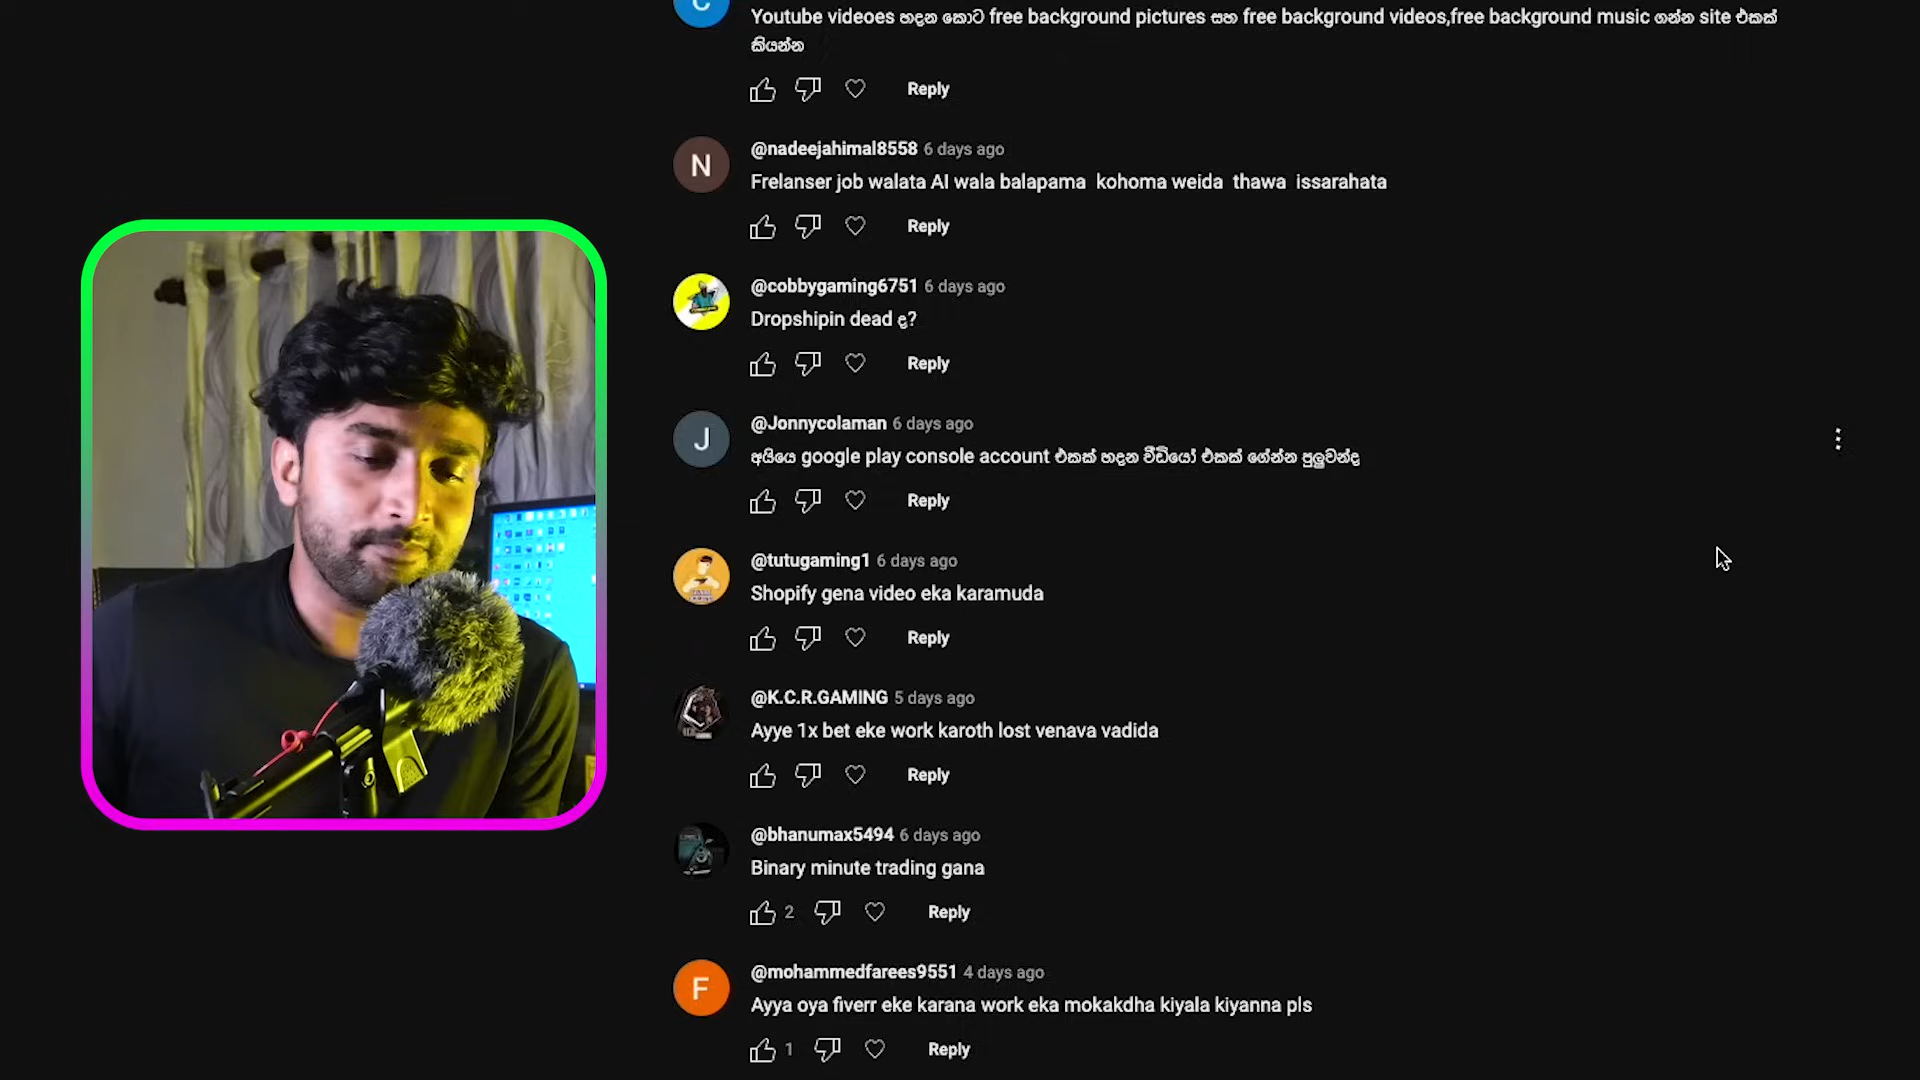 C
Youtube videoes හදන කොට free background pictures සහ free background videos,free background music ගන්න site එකක්
කියන්න
Reply
N
@nadeejahimal8558 6 days ago
Frelanser job walata AI wala balapama kohoma weida thawa issarahata
Reply
@cobbygaming6751 6 days ago
Dropshipin dead ද?
Reply
J
@Jonnycolaman 6 days ago
අයියෙ google play console account එකක් හදන වීඩියෝ එකක් ගේන්න පුලුවන්ද
Reply
@tutugaming1 6 days ago
Shopify gena video eka karamuda
Reply
@K.C.R.GAMING 5 days ago
Ayye 1x bet eke work karoth lost venava vadida
Reply
@bhanumax5494 6 days ago
Binary minute trading gana
2 Reply
F
@mohammedfarees9551 4 days ago
Ayya oya fiverr eke karana work eka mokakdha kiyala kiyanna pls
1 Reply